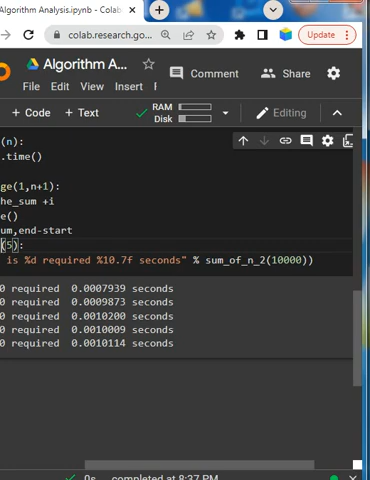 Algorithm Analysis.ipynb - Colab
colab.research.go...
Update
Algorithm A...
Comment
Share
File Edit View Insert
+ Code + Text
RAM
Disk
Editing
(n):
.time()
ge(1,n+1):
he_sum +i
e()
um,end-start
(5):
is %d required %10.7f seconds" % sum_of_n_2(10000))
0 required 0.0007939 seconds
0 required 0.0009873 seconds
0 required 0.0010200 seconds
0 required 0.0010009 seconds
0 required 0.0010114 seconds
0s completed at 8:37 PM